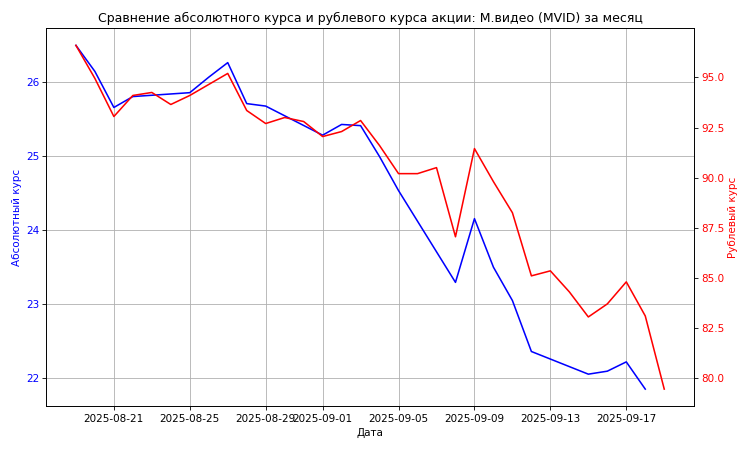 Сравнение абсолютного курса и рублевого курса акции: М.видео (MVID) за месяц
Абсолютный курс
26
25
24
23
22
95.0
92.5
90.0
87.5
85.0
82.5
80.0
Рублевый курс
2025-08-21 2025-08-25 2025-08-29 2025-09-01 2025-09-05 2025-09-09 2025-09-13 2025-09-17
Дата